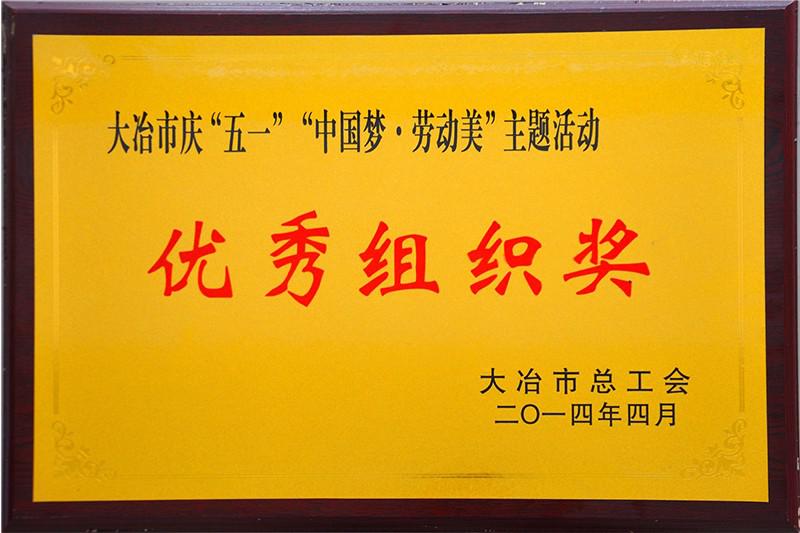 大冶市庆“五一”“中国梦·劳动美”主题活动
优秀组织奖
大冶市总工会
二〇一四年四月